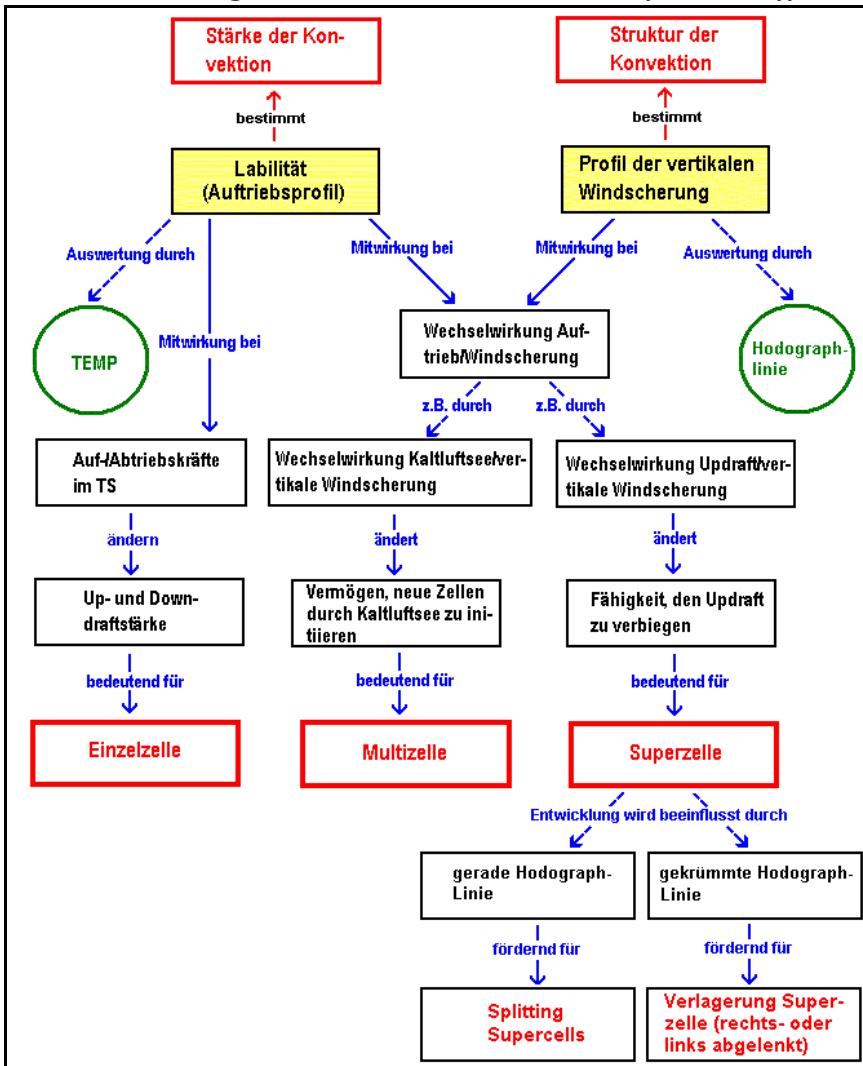 Stärke der Kon-
vektion
Struktur der
Konvektion
bestimmt
bestimmt
Labilität
(Auftriebsprofil)
Profil der vertikalen
Windscherung
Auswertung durch
Mitwirkung bei
Mitwirkung bei
Auswertung durch
TEMP
Mitwirkung bei
Wechselwirkung Auf-
trieb/Windscherung
Hodograph-
linie
z.B. durch
z.B. durch
Auf-/Abtriebskräfte
im TS
Wechselwirkung Kaltluftsee/ver-
tikale Windscherung
Wechselwirkung Updraft/ver-
tikale Windscherung
ändern
ändert
ändert
Up- und Down-
draftstärke
Vermögen, neue Zellen
durch Kaltluftsee zu ini-
tiieren
Fähigkeit, den Updraft
zu verbiegen
bedeutend für
bedeutend für
bedeutend für
Einzelzelle
Multizelle
Superzelle
Entwicklung wird beeinflusst durch
gerade Hodograph-
Linie
gekrümmte Hodograph-
Linie
fördernd für
fördernd für
Splitting
Supercells
Verlagerung Super-
zelle (rechts- oder
links abgelenkt)